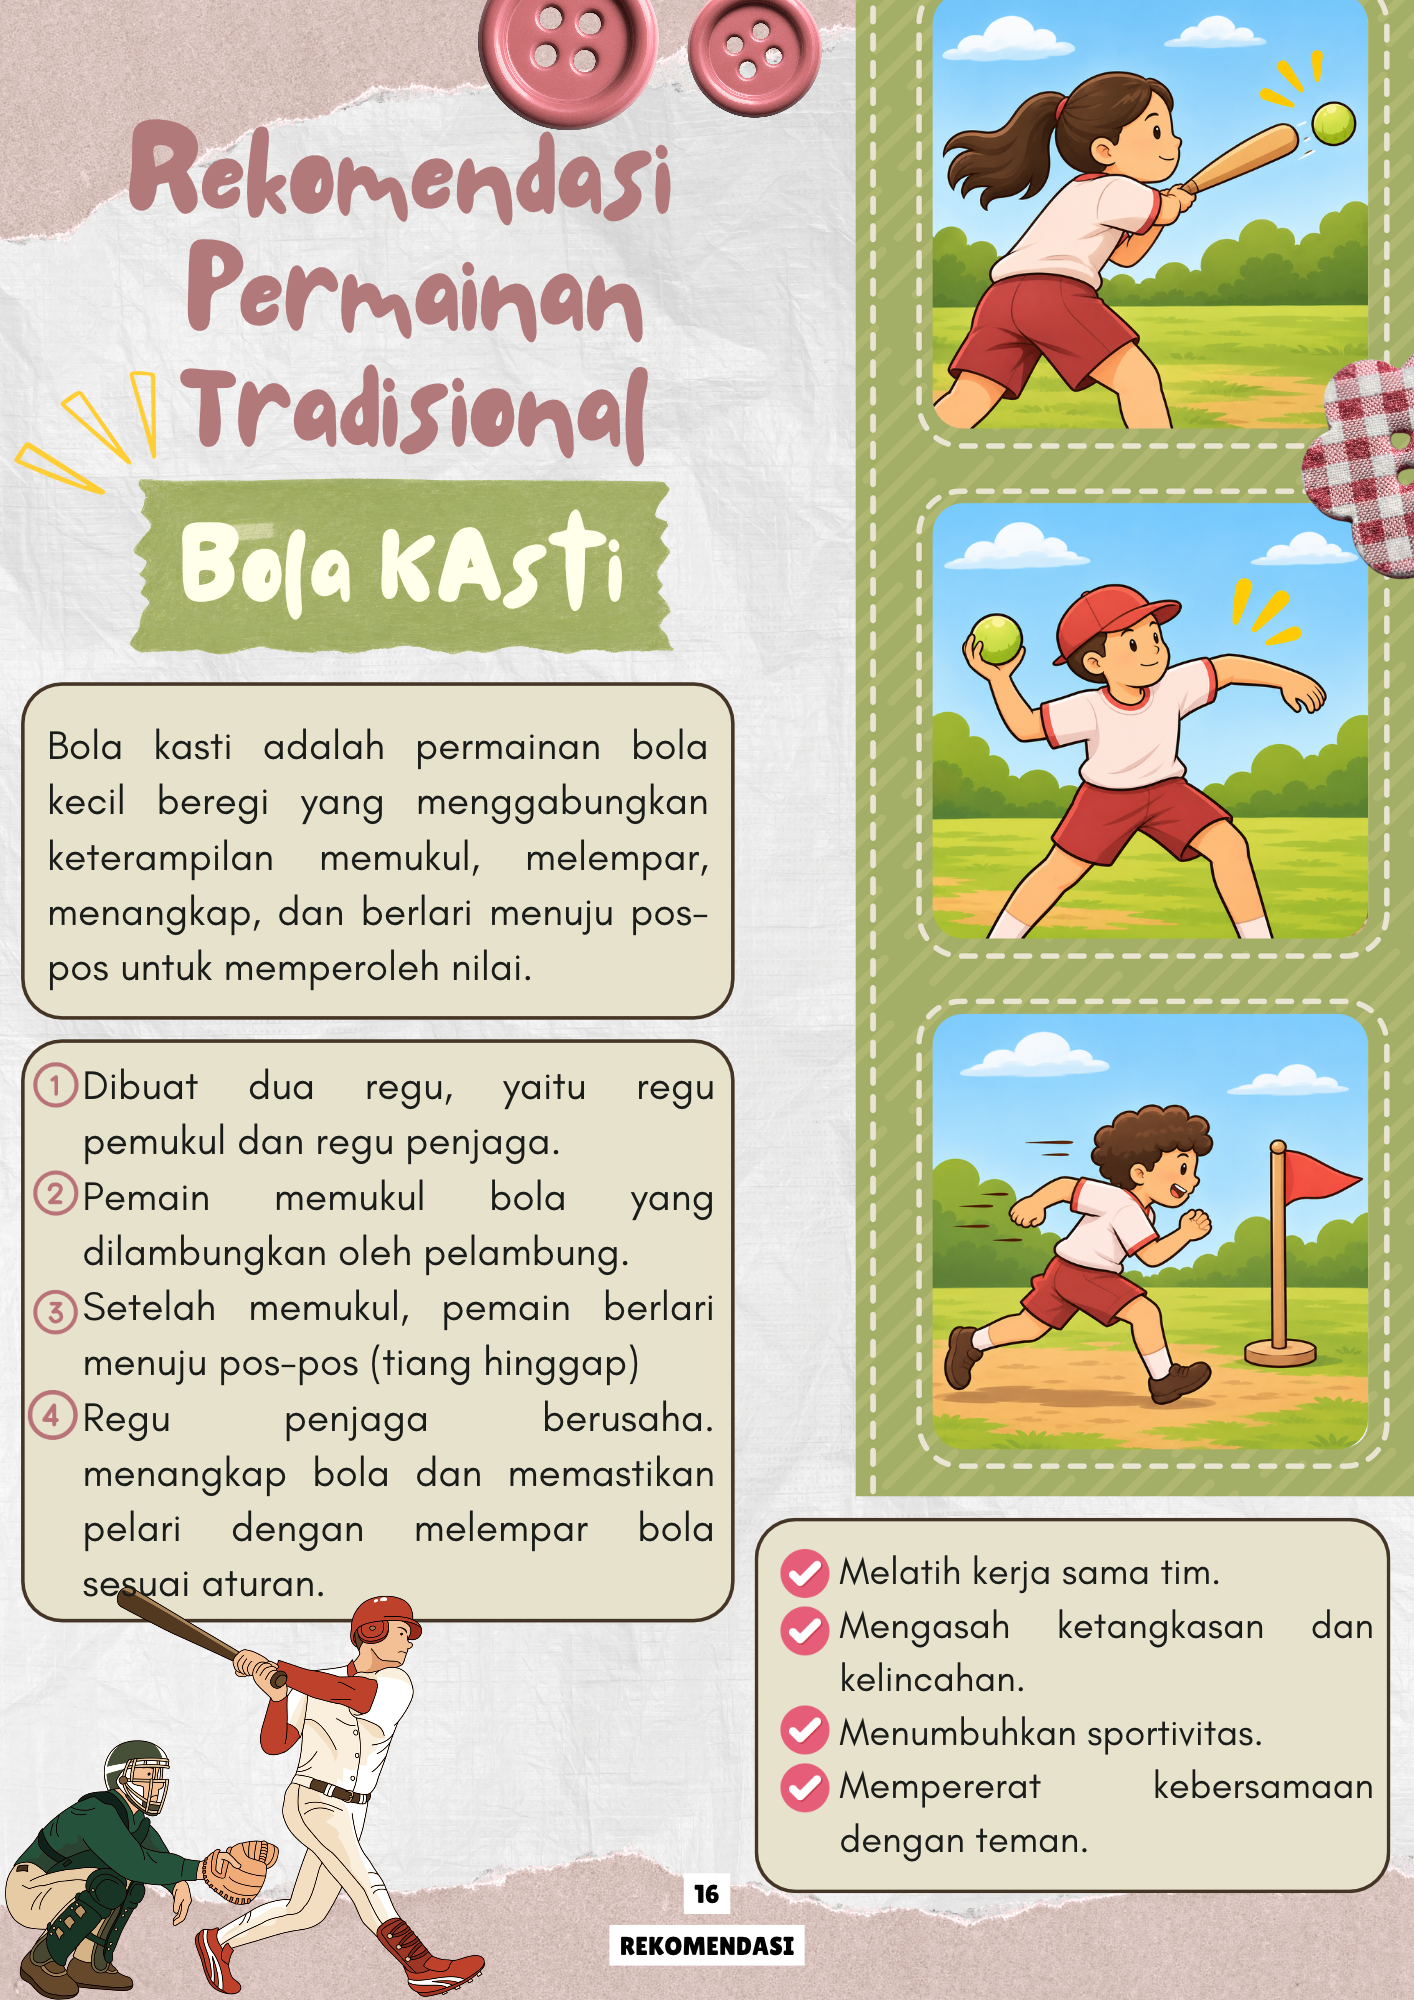 Rekomendasi
Permainan
Tradisional
Bola KAsTi
Bola kasti adalah permainan bola
kecil beregi yang menggabungkan
keterampilan memukul, melempar,
menangkap, dan berlari menuju pos-
pos untuk memperoleh nilai.
1 Dibuat dua regu, yaitu regu
pemukul dan regu penjaga.
2 Pemain memukul bola yang
dilambungkan oleh pelambung.
3 Setelah memukul, pemain berlari
menuju pos-pos (tiang hinggap)
4 Regu penjaga berusaha.
menangkap bola dan memastikan
pelari dengan melempar bola
sesuai aturan.
Melatih kerja sama tim.
Mengasah ketangkasan dan
kelincahan.
Menumbuhkan sportivitas.
Mempererat kebersamaan
dengan teman.
16
REKOMENDASI